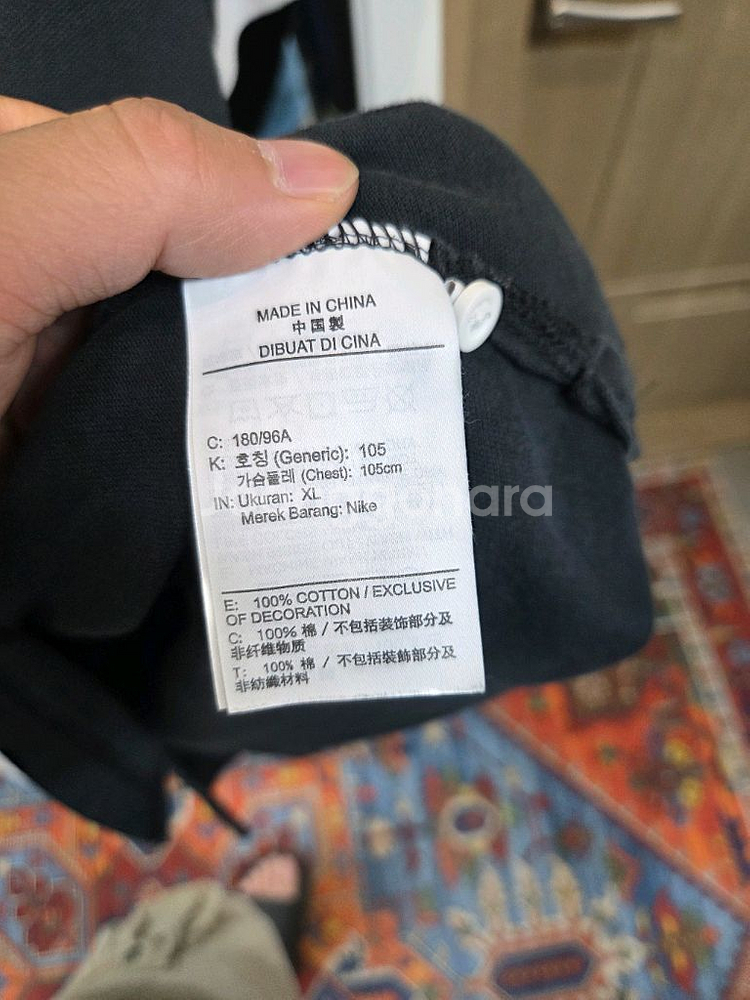 MADE IN CHINA
中国製
DIBUAT DI CINA
C: 180/96A
K: 호칭 (Generic): 105
가슴둘레 (Chest): 105cm
IN: Ukuran: XL
Merek Barang: Nike
E: 100% COTTON / EXCLUSIVE
OF DECORATION
C: 100% 棉 / 不包括装饰部分及
非纤维物质
T: 100% 棉 / 不包括裝飾部分及
非紡織材料